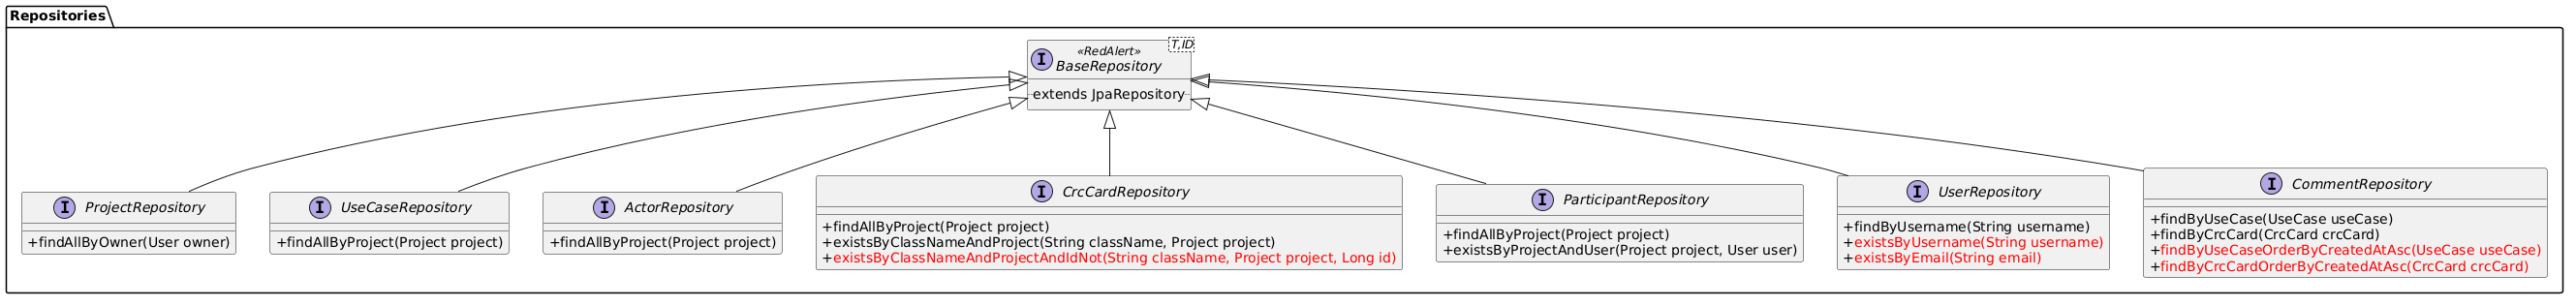 Repositories
T,ID
I
«RedAlert»
BaseRepository
extends JpaRepository
I
ProjectRepository
+findAllByOwner(User owner)
I
UseCaseRepository
+findAllByProject(Project project)
I
ActorRepository
+findAllByProject(Project project)
I
CrcCardRepository
+findAllByProject(Project project)
+existsByClassNameAndProject(String className, Project project)
+existsByClassNameAndProjectAndIdNot(String className, Project project, Long id)
I
ParticipantRepository
+findAllByProject(Project project)
+existsByProjectAndUser(Project project, User user)
I
UserRepository
+findByUsername(String username)
+existsByUsername(String username)
+existsByEmail(String email)
I
CommentRepository
+findByUseCase(UseCase useCase)
+findByCrcCard(CrcCard crcCard)
+findByUseCaseOrderByCreatedAtAsc(UseCase useCase)
+findByCrcCardOrderByCreatedAtAsc(CrcCard crcCard)